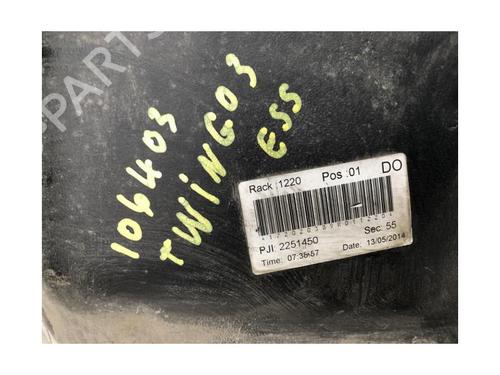 106403
TWINGO3
ESS
Rack :1220 Pos :01 DO
PJI: 2251450 Sec: 55
Time: 07:35:57 Date: 13/05/2014